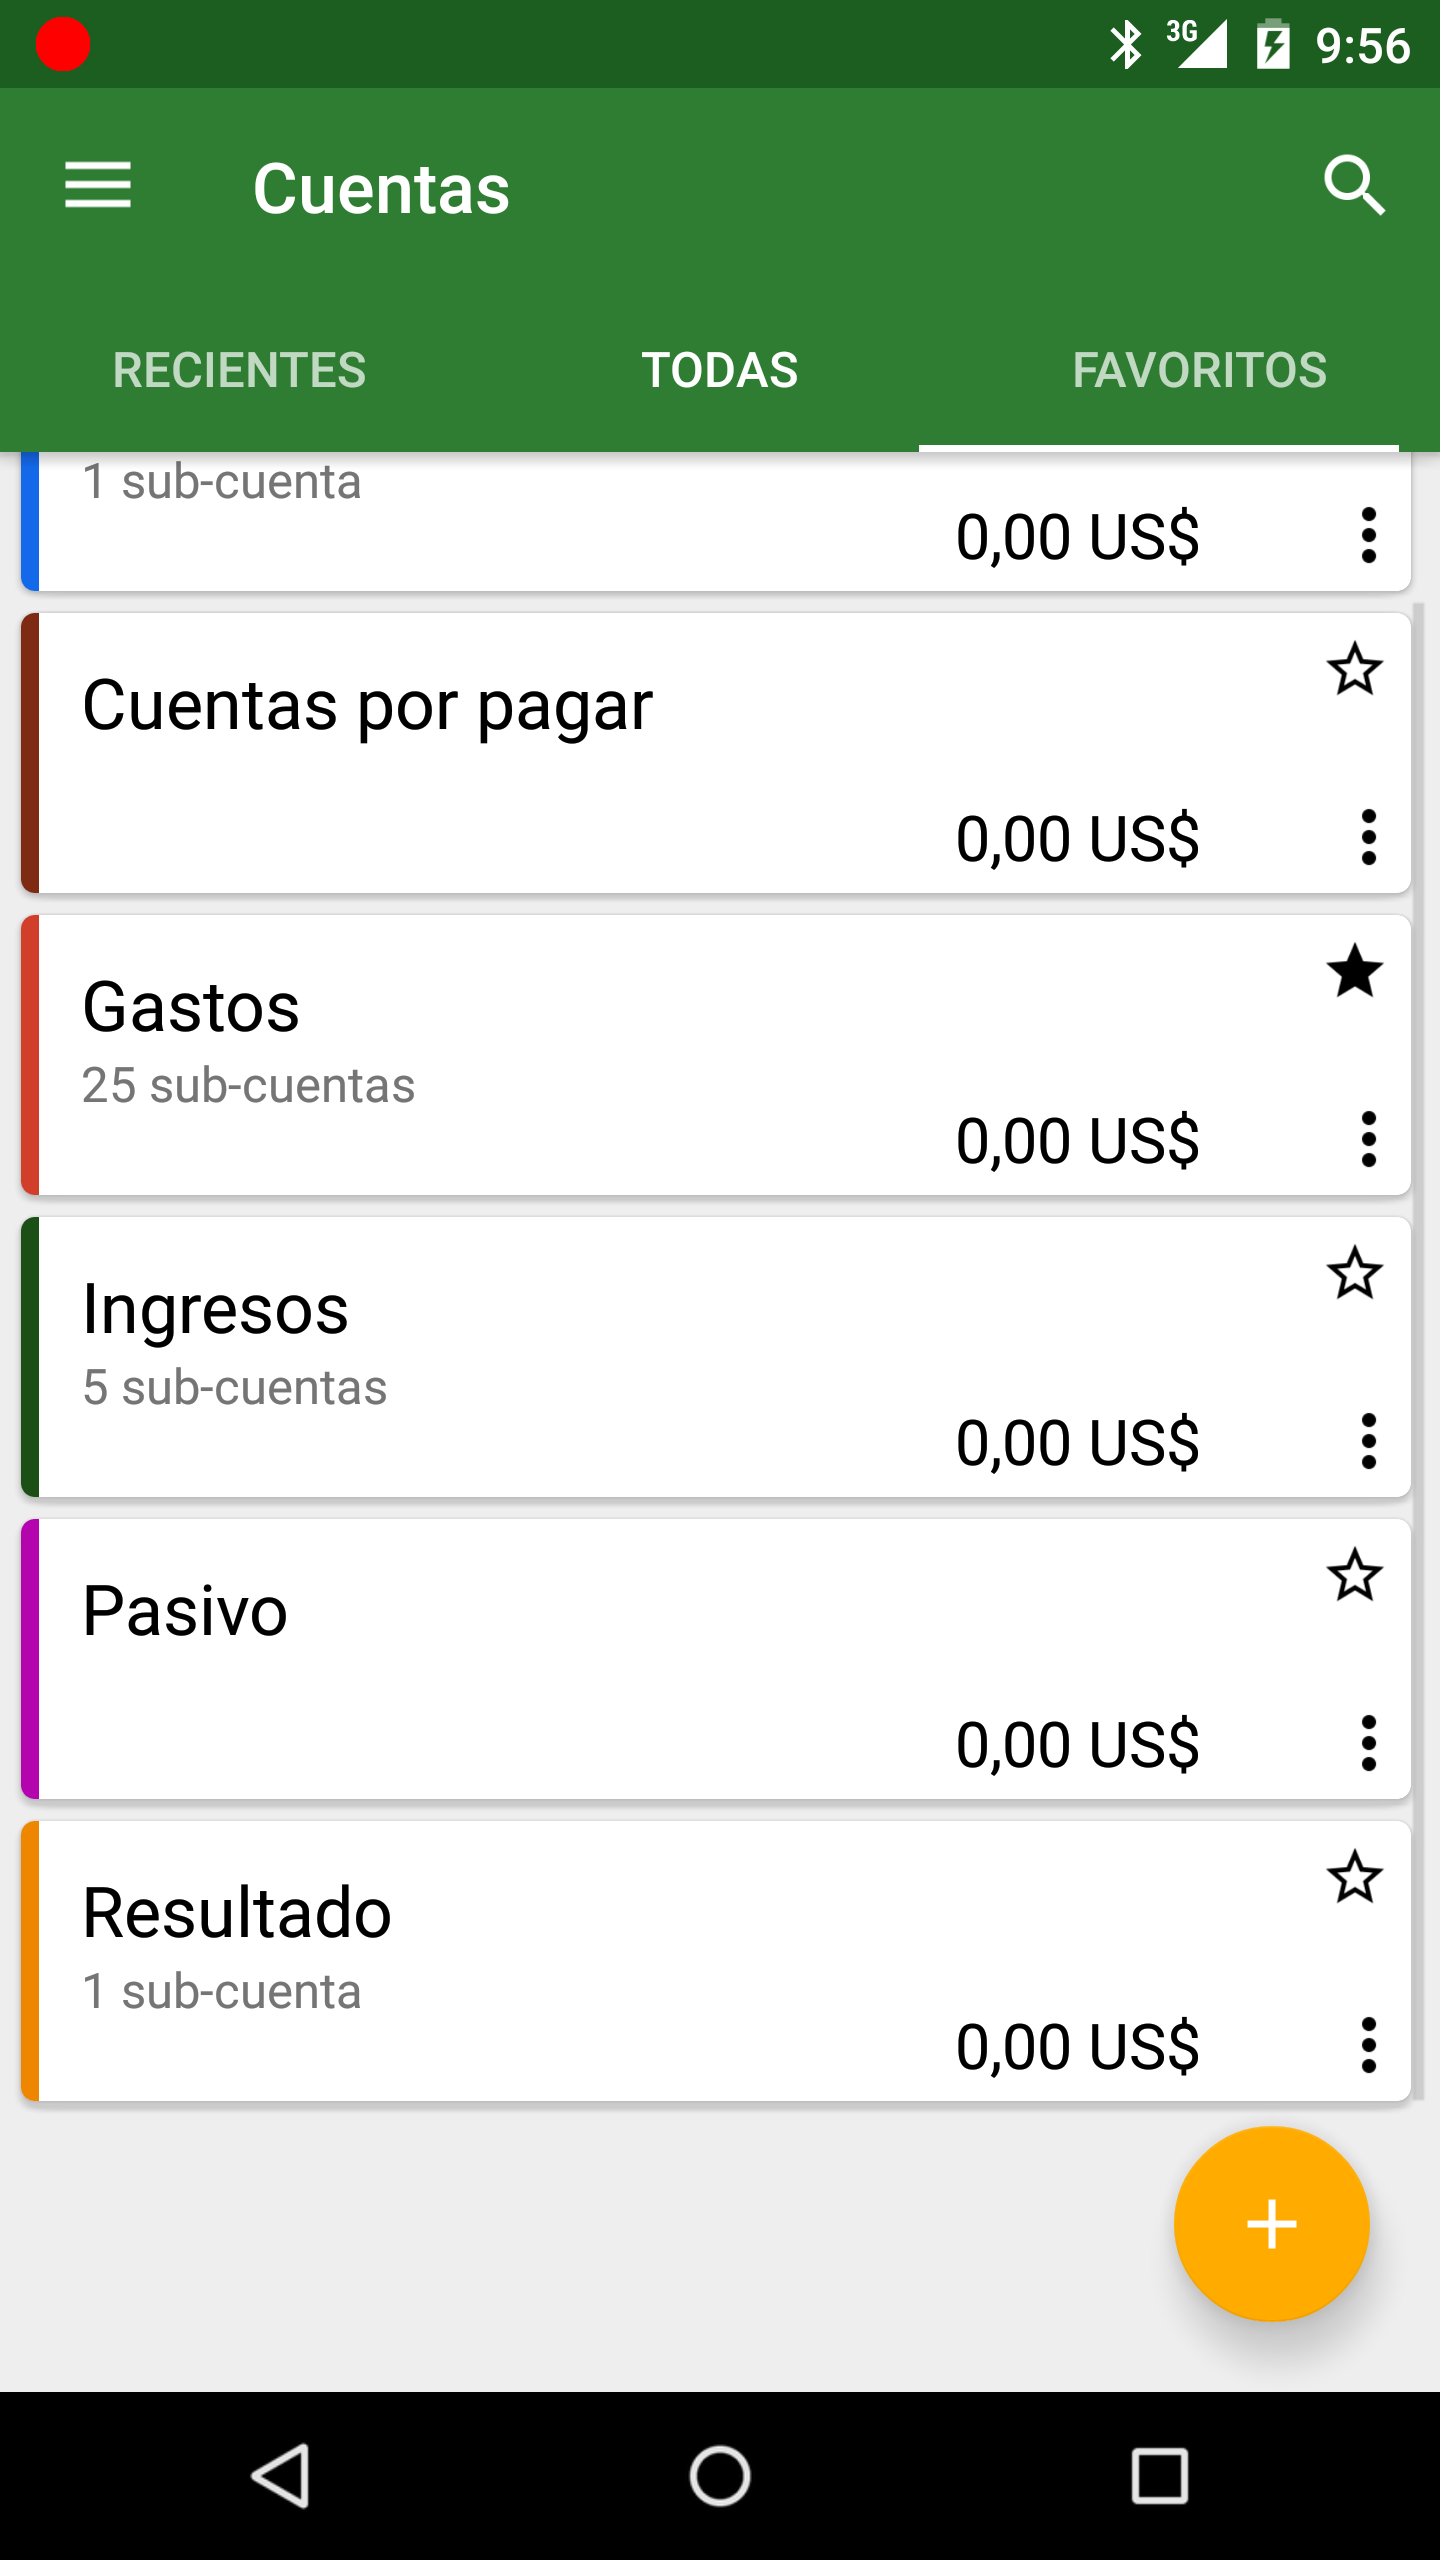 3G 9:56
Cuentas
RECIENTES TODAS FAVORITOS
1 sub-cuenta
0,00 US$
Cuentas por pagar
0,00 US$
Gastos
25 sub-cuentas
0,00 US$
Ingresos
5 sub-cuentas
0,00 US$
Pasivo
0,00 US$
Resultado
1 sub-cuenta
0,00 US$